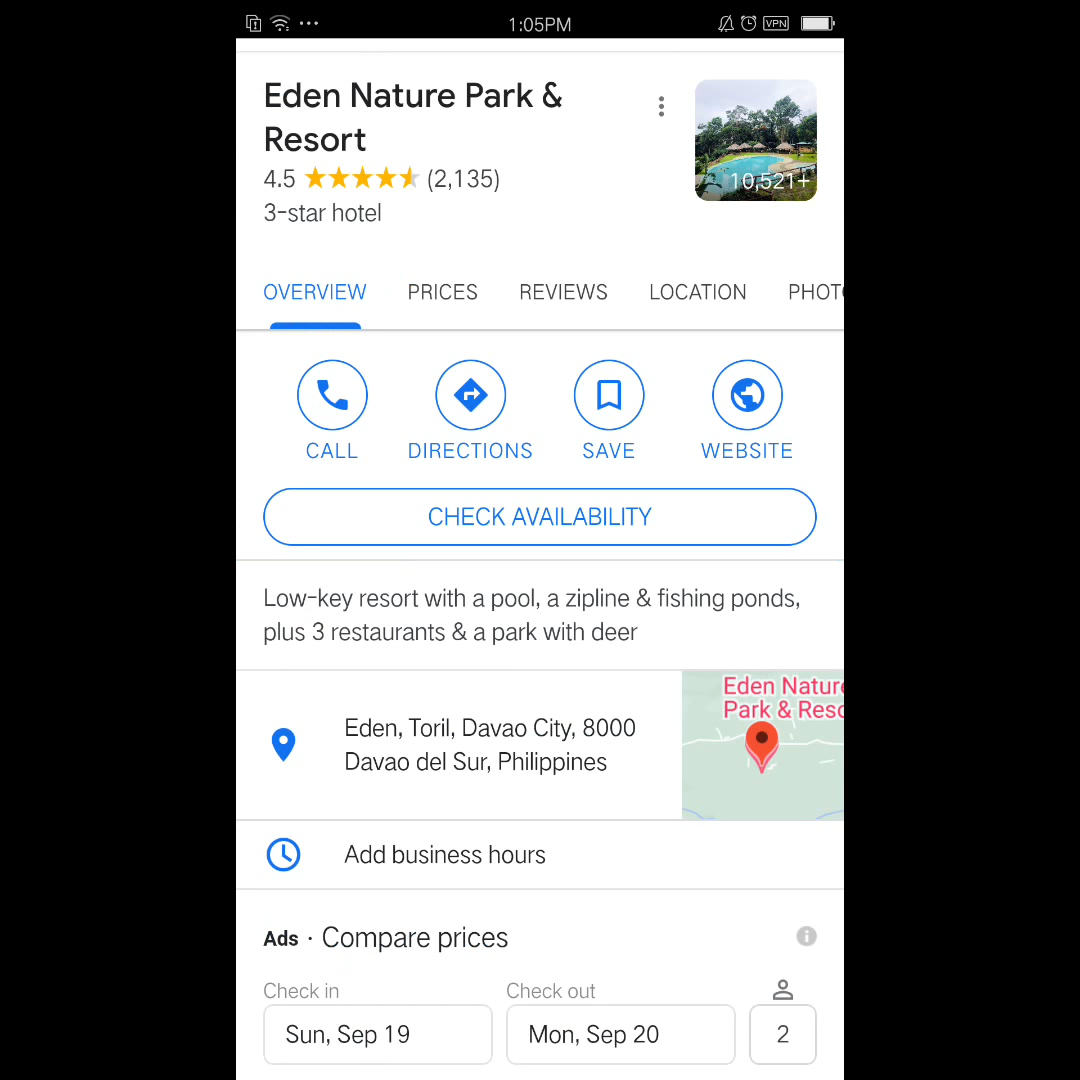 1:05PM
VPN
Eden Nature Park &
Resort
4.5 (2,135)
3-star hotel
10,521+
OVERVIEW PRICES REVIEWS LOCATION PHOT
CALL DIRECTIONS SAVE WEBSITE
CHECK AVAILABILITY
Low-key resort with a pool, a zipline & fishing ponds,
plus 3 restaurants & a park with deer
Eden, Toril, Davao City, 8000
Davao del Sur, Philippines
Eden Nature
Park & Reso
Add business hours
Ads · Compare prices
Check in Check out
Sun, Sep 19 Mon, Sep 20 2